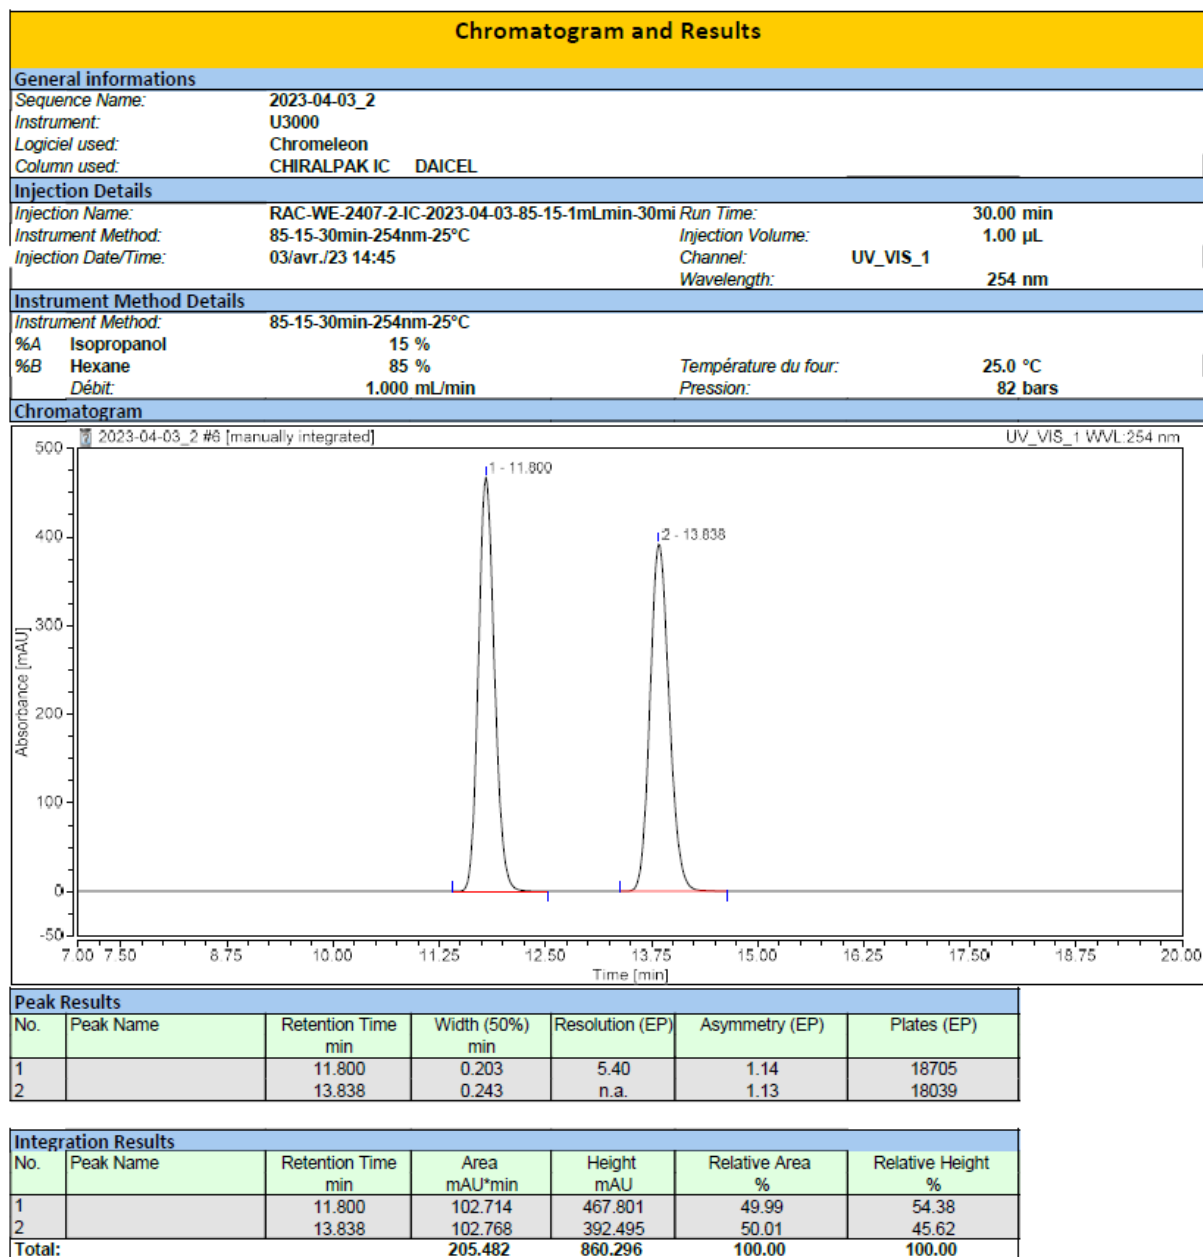 Chromatogram and Results
General informations
Sequence Name: 2023-04-03_2
Instrument: U3000
Logiciel used: Chromeleon
Column used: CHIRALPAK IC DAICEL
Injection Details
Injection Name: RAC-WE-2407-2-IC-2023-04-03-85-15-1mLmin-30mi Run Time: 30.00 min
Instrument Method: 85-15-30min-254nm-25°C Injection Volume: 1.00 µL
Injection Date/Time: 03/avr./23 14:45 Channel: UV_VIS_1
Wavelength: 254 nm
Instrument Method Details
Instrument Method: 85-15-30min-254nm-25°C
%A Isopropanol 15 %
%B Hexane 85 % Température du four: 25.0 °C
Débit: 1.000 mL/min Pression: 82 bars
Chromatogram
2023-04-03_2 #6 [manually integrated] UV_VIS_1 WVL:254 nm
500
1 - 11.800
400
2 - 13.838
300
200
100
0
-50
Absorbance [mAU]
7.00 7.50 8.75 10.00 11.25 12.50 13.75 15.00 16.25 17.50 18.75 20.00
Time [min]
Peak Results
No. Peak Name Retention Time Width (50%) Resolution (EP) Asymmetry (EP) Plates (EP)
min min
1 11.800 0.203 5.40 1.14 18705
2 13.838 0.243 n.a. 1.13 18039
Integration Results
No. Peak Name Retention Time Area Height Relative Area Relative Height
min mAU*min mAU % %
1 11.800 102.714 467.801 49.99 54.38
2 13.838 102.768 392.495 50.01 45.62
Total: 205.482 860.296 100.00 100.00